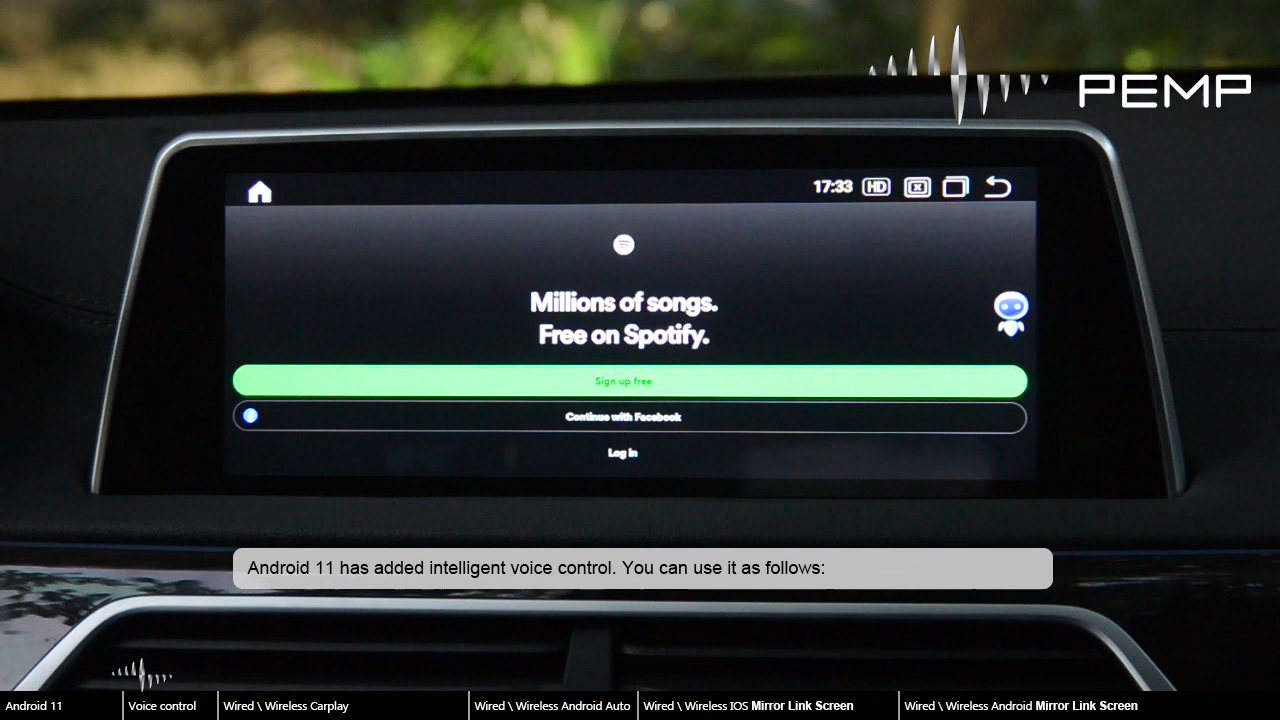 PEMP
17:33 HD
Millions of songs.
Free on Spotify.
Sign up free
Continue with Facebook
Log in
Android 11 has added intelligent voice control. You can use it as follows:
Android 11
Voice control
Wired \ Wireless Carplay
Wired \ Wireless Android Auto
Wired \ Wireless IOS Mirror Link Screen
Wired \ Wireless Android Mirror Link Screen